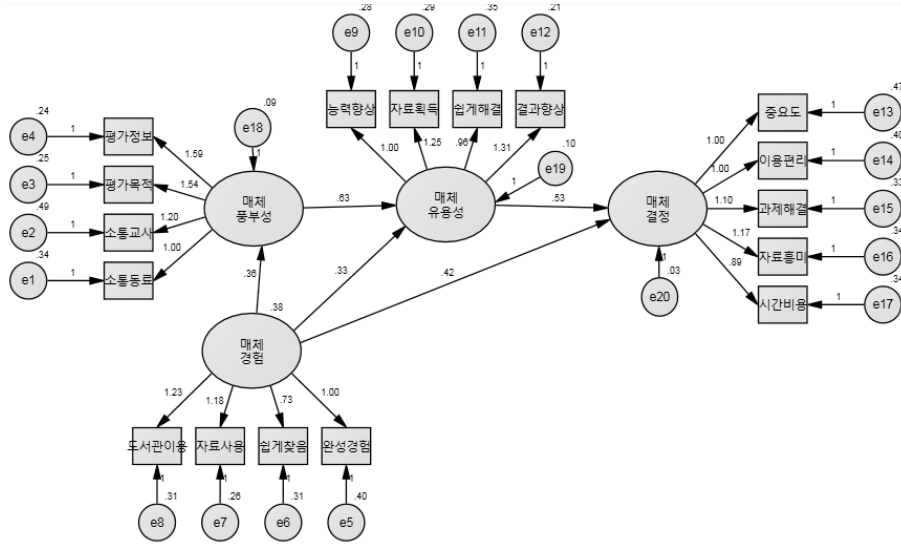 .28
.29
.35
.21
e9
e10
e11
e12
1
1
1
1
능력향상
자료획득
쉽게해결
결과향상
1.00
1.25
.96
1.31
.24
e4
1
평가정보
1.59
.25
e3
1
평가목적
1.54
.49
e2
1
소통교사
1.20
.34
e1
1
소통동료
1.00
.09
e18
1
매체
풍부성
.63
매체
유용성
.10
e19
1
.53
매체
결정
1
.03
e20
.36
.33
.42
.38
매체
경험
1.00
중요도
1
.47
e13
1.00
이용편리
1
.40
e14
1.10
과제해결
1
.33
e15
1.17
자료흥미
1
.34
e16
.89
시간비용
1
.34
e17
1.23
1.18
.73
1.00
도서관이용
자료사용
쉽게찾음
완성경험
1
1
1
1
.31
.26
.31
.40
e8
e7
e6
e5